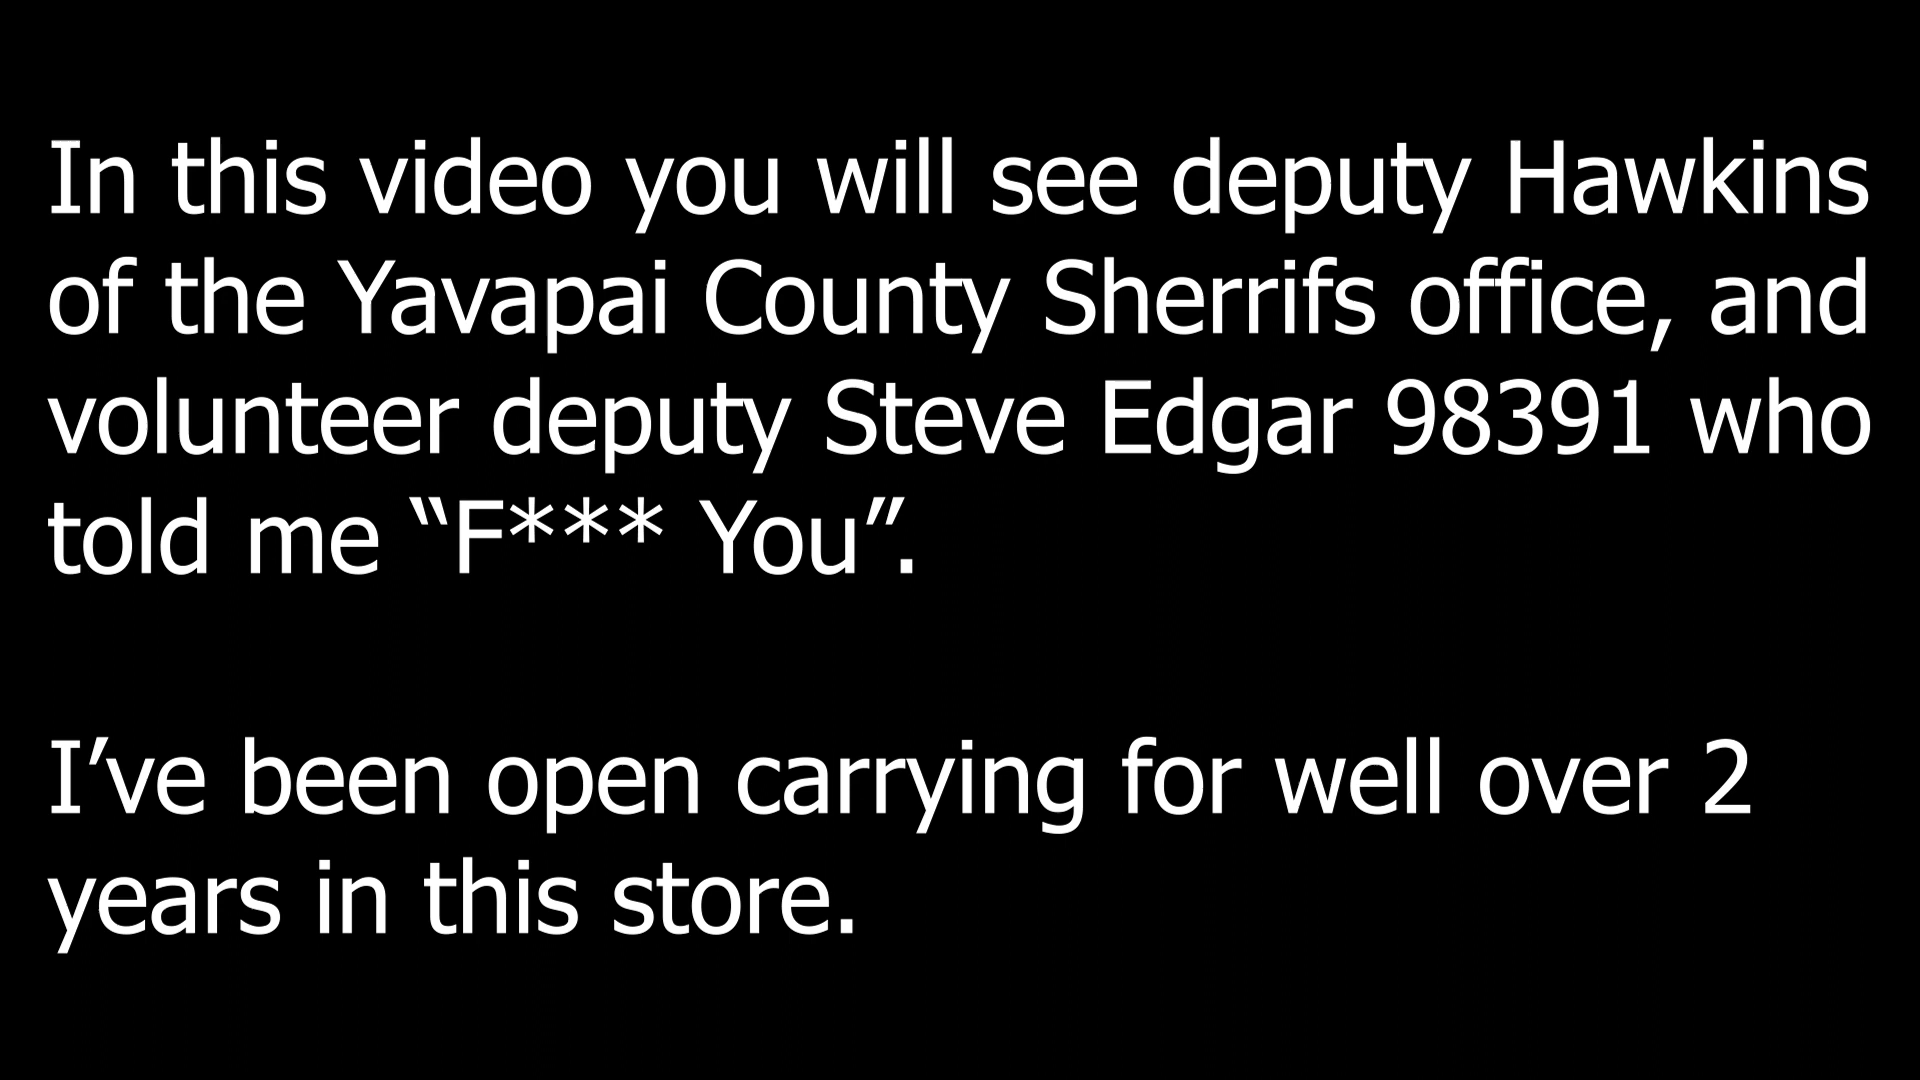 In this video you will see deputy Hawkins
of the Yavapai County Sherrifs office, and
volunteer deputy Steve Edgar 98391 who
told me “F*** You”.
I’ve been open carrying for well over 2
years in this store.